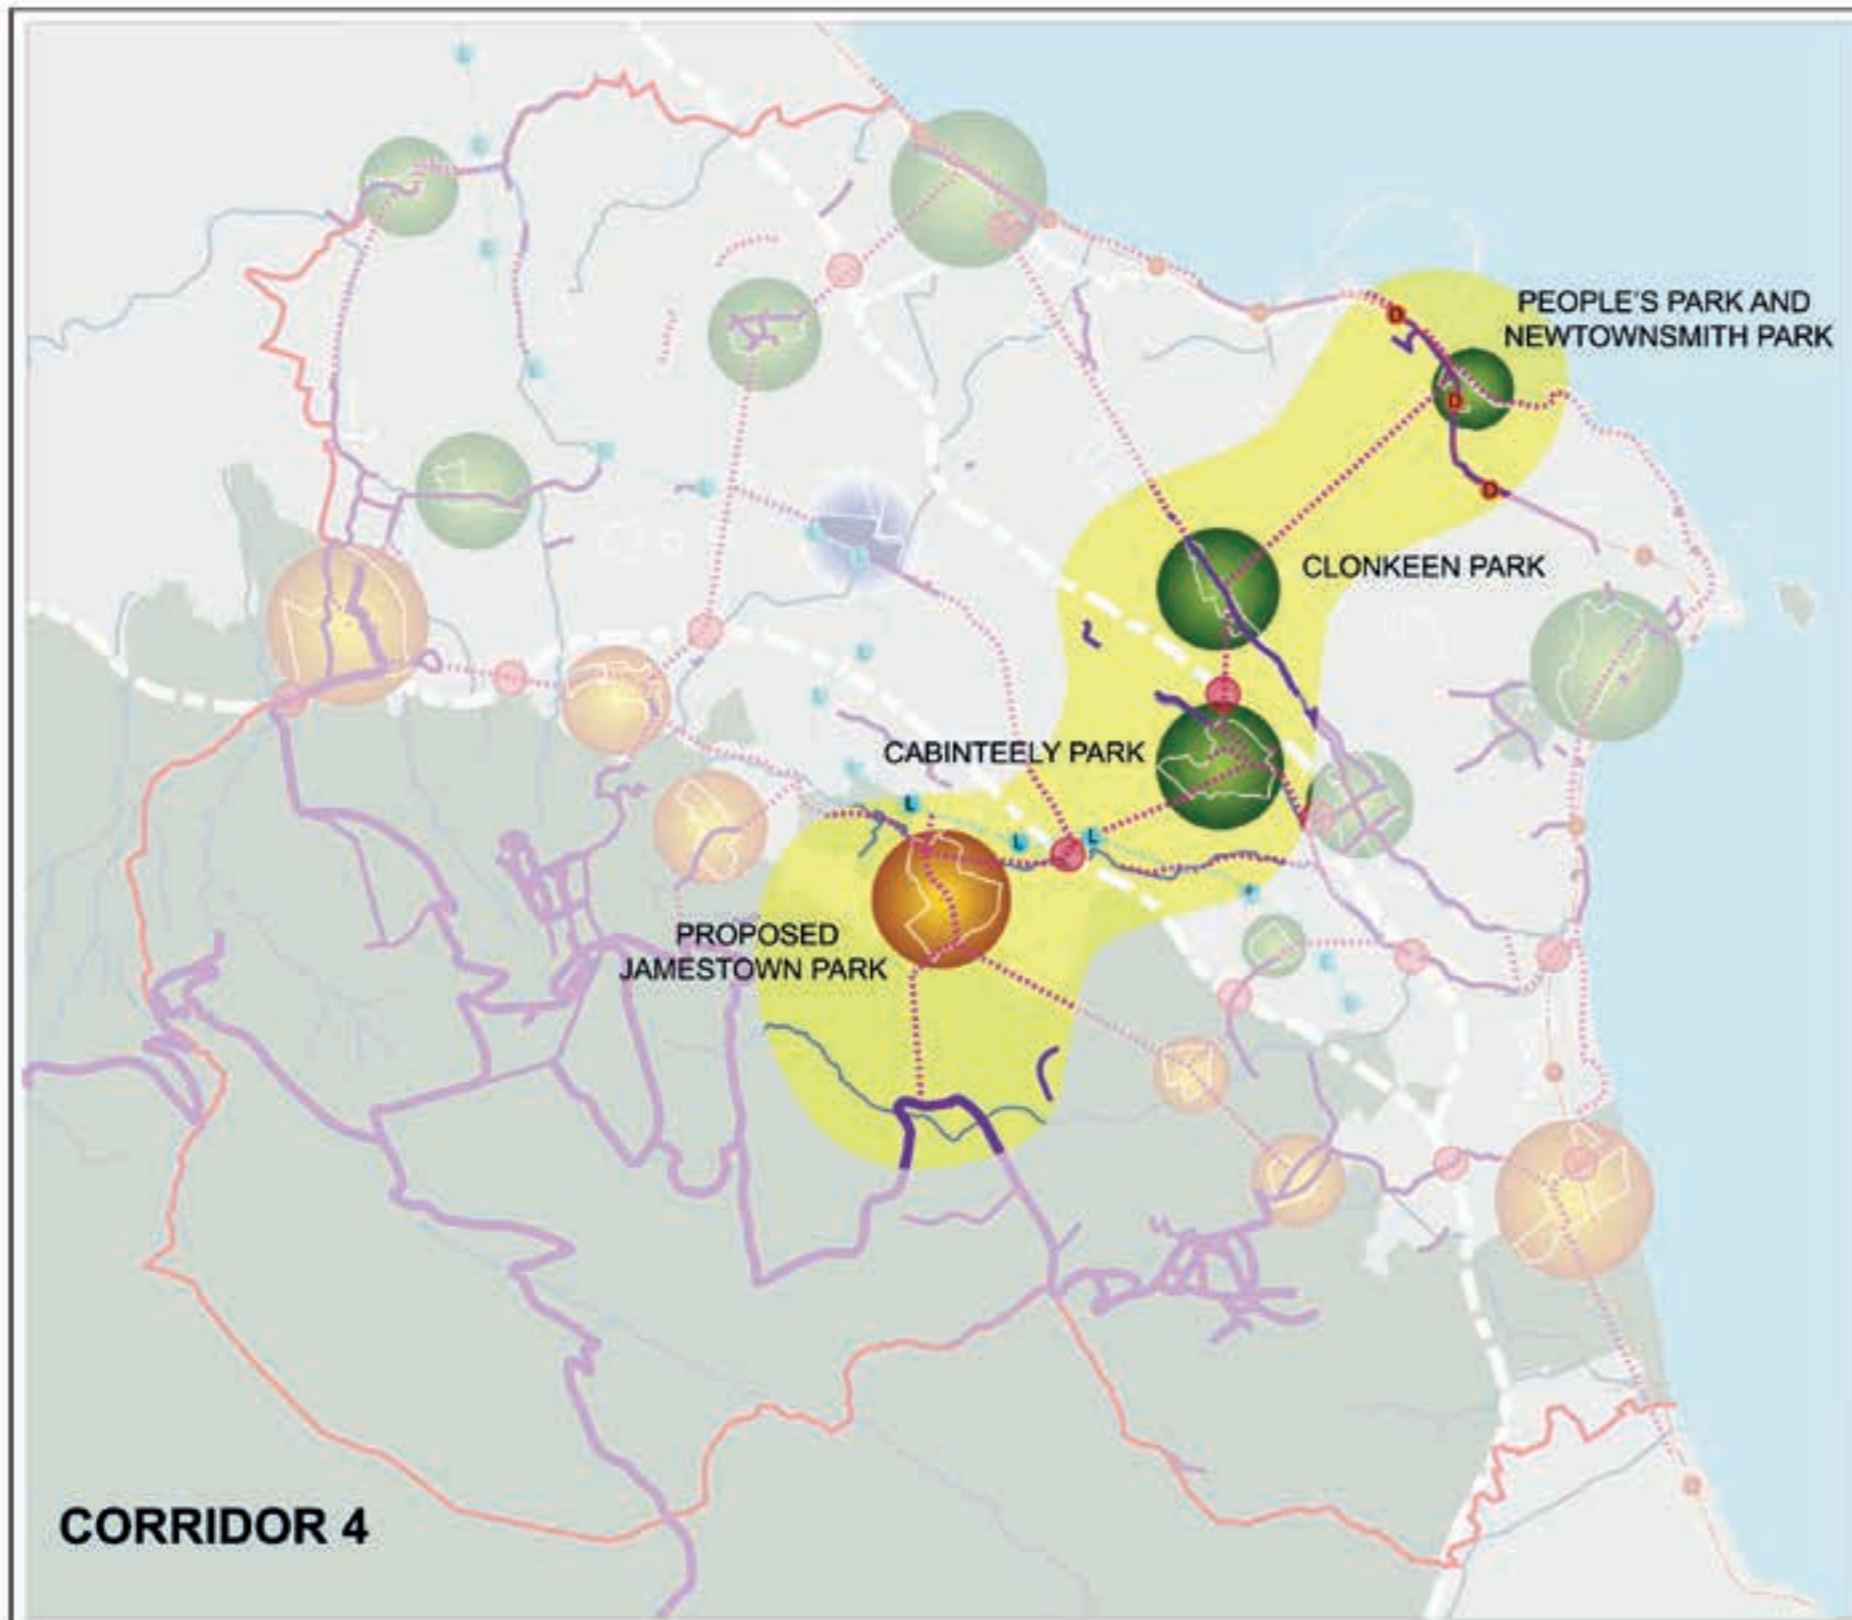 PEOPLE'S PARK AND
NEWTOWNSMITH PARK
D
D
D
CLONKEEN PARK
CABINTEELY PARK
L
L
L
PROPOSED
JAMESTOWN PARK
CORRIDOR 4